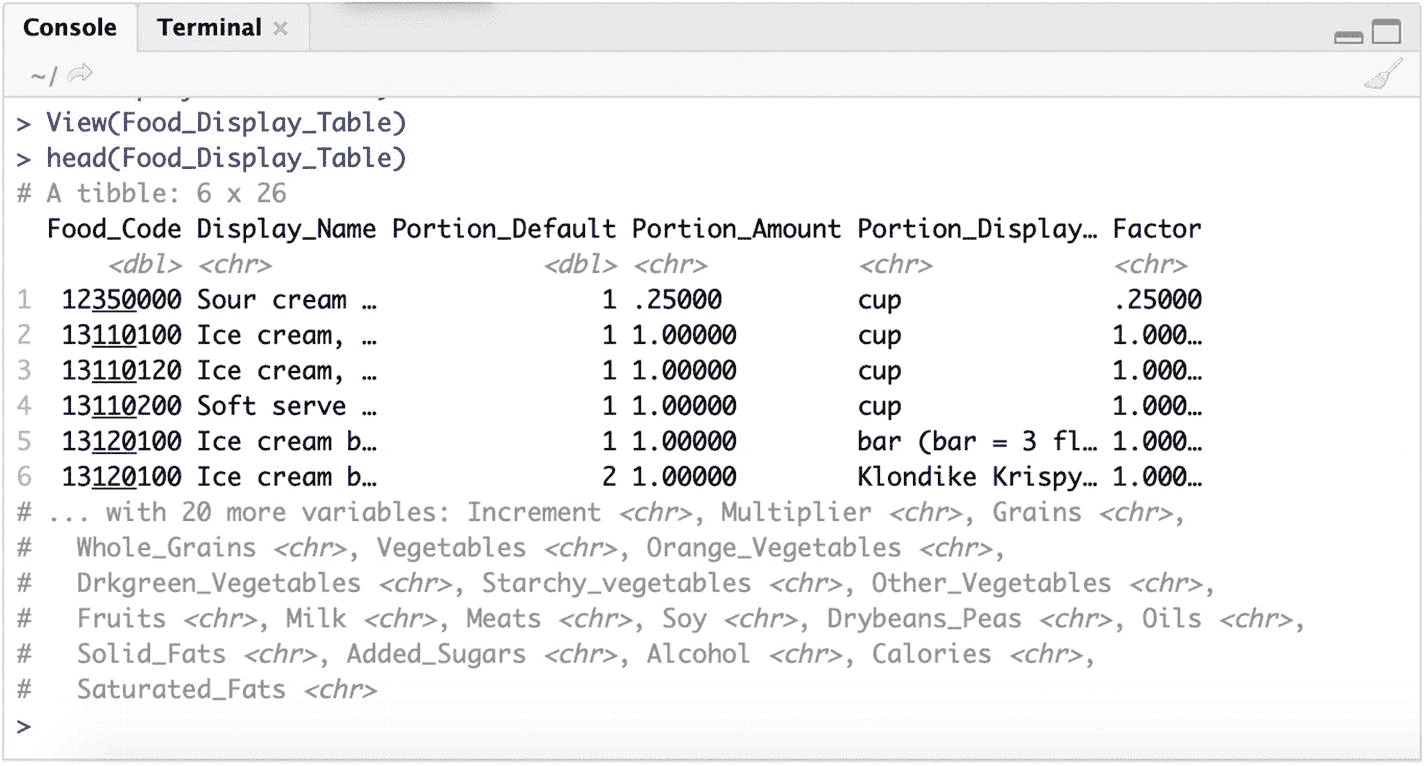 Console Terminal ×
~/
> View(Food_Display_Table)
> head(Food_Display_Table)
# A tibble: 6 x 26
  Food_Code Display_Name Portion_Default Portion_Amount Portion_Display… Factor
      <dbl> <chr>                  <dbl> <chr>          <chr>            <chr>
1  12350000 Sour cream …               1 .25000         cup              .25000
2  13110100 Ice cream, …               1 1.00000        cup              1.000…
3  13110120 Ice cream, …               1 1.00000        cup              1.000…
4  13110200 Soft serve …               1 1.00000        cup              1.000…
5  13120100 Ice cream b…               1 1.00000        bar (bar = 3 fl… 1.000…
6  13120100 Ice cream b…               2 1.00000        Klondike Krispy… 1.000…
# ... with 20 more variables: Increment <chr>, Multiplier <chr>, Grains <chr>,
#   Whole_Grains <chr>, Vegetables <chr>, Orange_Vegetables <chr>,
#   Drkgreen_Vegetables <chr>, Starchy_vegetables <chr>, Other_Vegetables <chr>,
#   Fruits <chr>, Milk <chr>, Meats <chr>, Soy <chr>, Drybeans_Peas <chr>, Oils <chr>,
#   Solid_Fats <chr>, Added_Sugars <chr>, Alcohol <chr>, Calories <chr>,
#   Saturated_Fats <chr>
>